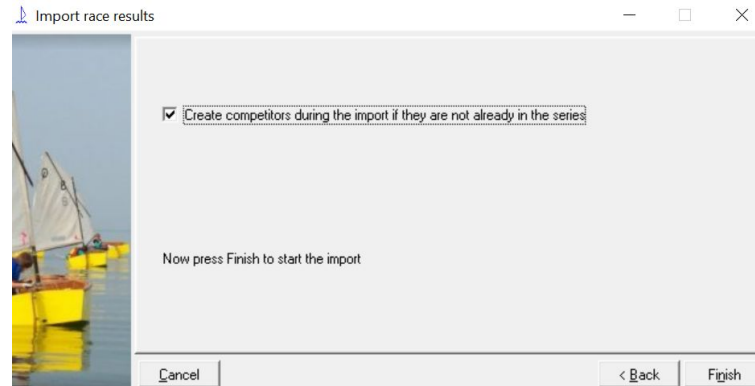 Import race results
Create competitors during the import if they are not already in the series
Now press Finish to start the import
Cancel
< Back
Finish